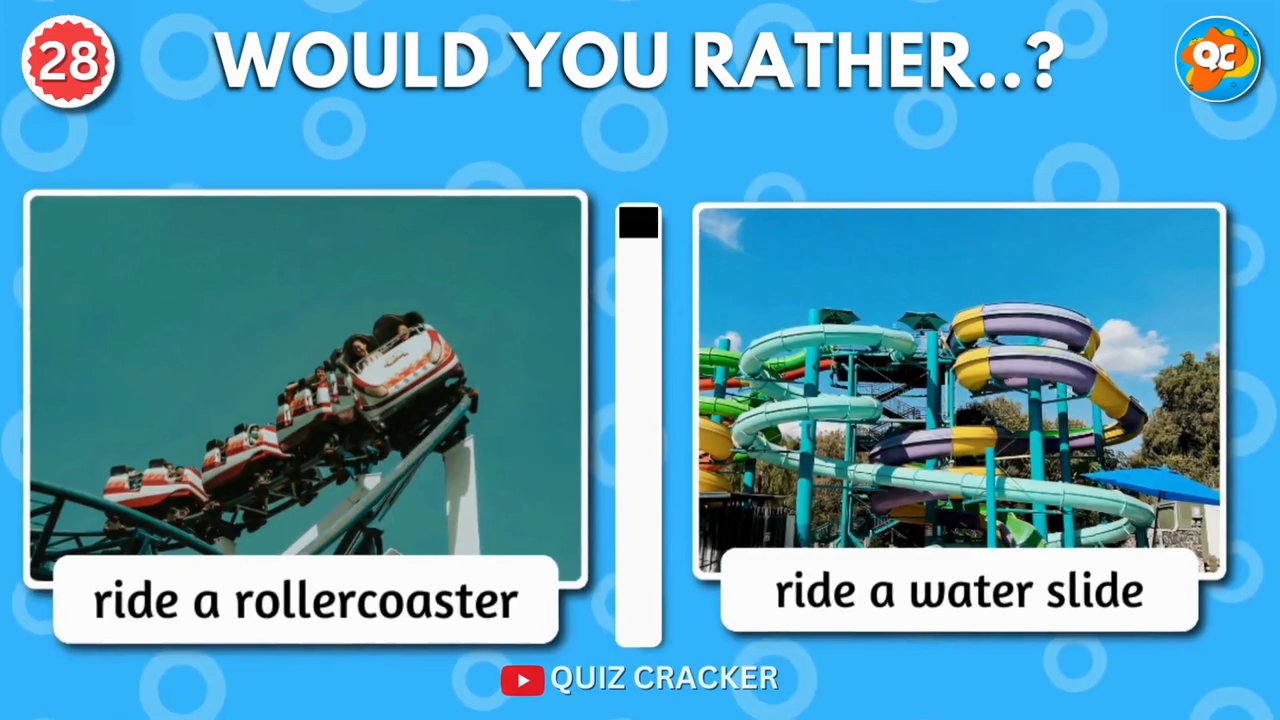 28
WOULD YOU RATHER..?
QC
ride a rollercoaster
ride a water slide
QUIZ CRACKER